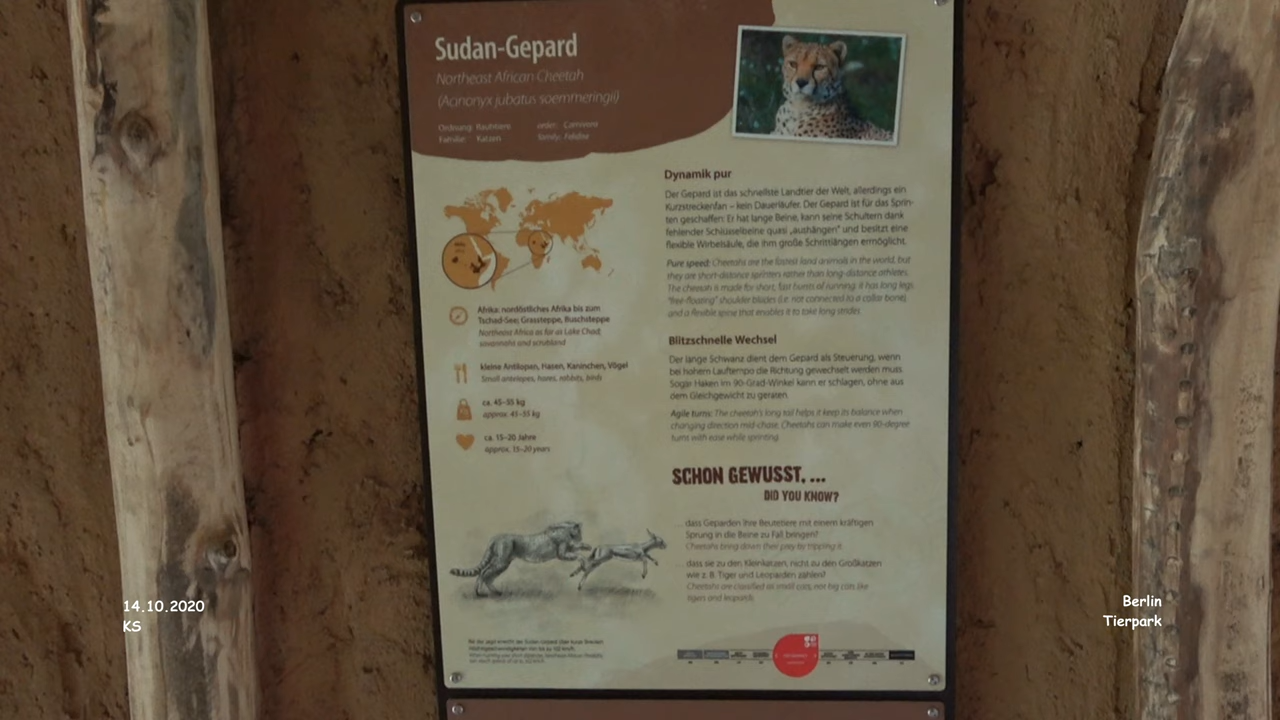 Sudan-Gepard
Northeast African Cheetah
(Acinonyx jubatus soemmeringii)
Ordnung: Raubtiere
Familie: Katzen
order: Carnivora
family: Felidae
Afrika: nordöstliches Afrika bis zum
Tschad-See; Grassteppe, Buschsteppe
Northeast Africa as far as Lake Chad;
savannahs and scrubland
kleine Antilopen, Hasen, Kaninchen, Vögel
Small antelopes, hares, rabbits, birds
ca. 45–55 kg
approx. 45–55 kg
ca. 15–20 Jahre
approx. 15–20 years
Dynamik pur
Der Gepard ist das schnellste Landtier der Welt, allerdings ein
Kurzstreckenfan – kein Dauerläufer. Der Gepard ist für das Sprin-
ten geschaffen: Er hat lange Beine, kann seine Schultern dank
fehlender Schlüsselbeine quasi „aushängen" und besitzt eine
flexible Wirbelsäule, die ihm große Schrittlängen ermöglicht.
Pure speed: Cheetahs are the fastest land animals in the world, but
they are short-distance sprinters rather than long-distance athletes.
The cheetah is made for short, fast bursts of running. It has long legs,
"free-floating" shoulder blades (i.e. not connected to a collar bone),
and a flexible spine that enables it to take long strides.
Blitzschnelle Wechsel
Der lange Schwanz dient dem Gepard als Steuerung, wenn
bei hohem Lauftempo die Richtung gewechselt werden muss.
Sogar Haken im 90-Grad-Winkel kann er schlagen, ohne aus
dem Gleichgewicht zu geraten.
Agile turns: The cheetah's long tail helps it keep its balance when
changing direction mid-chase. Cheetahs can make even 90-degree
turns with ease while sprinting.
SCHON GEWUSST, ...
DID YOU KNOW?
dass Geparden ihre Beutetiere mit einem kräftigen
Sprung in die Beine zu Fall bringen?
Cheetahs bring down their prey by tripping it.
dass sie zu den Kleinkatzen, nicht zu den Großkatzen
wie z. B. Tiger und Leoparden zählen?
Cheetahs are classified as small cats, not big cats like
tigers and leopards.
14.10.2020
KS
Berlin
Tierpark